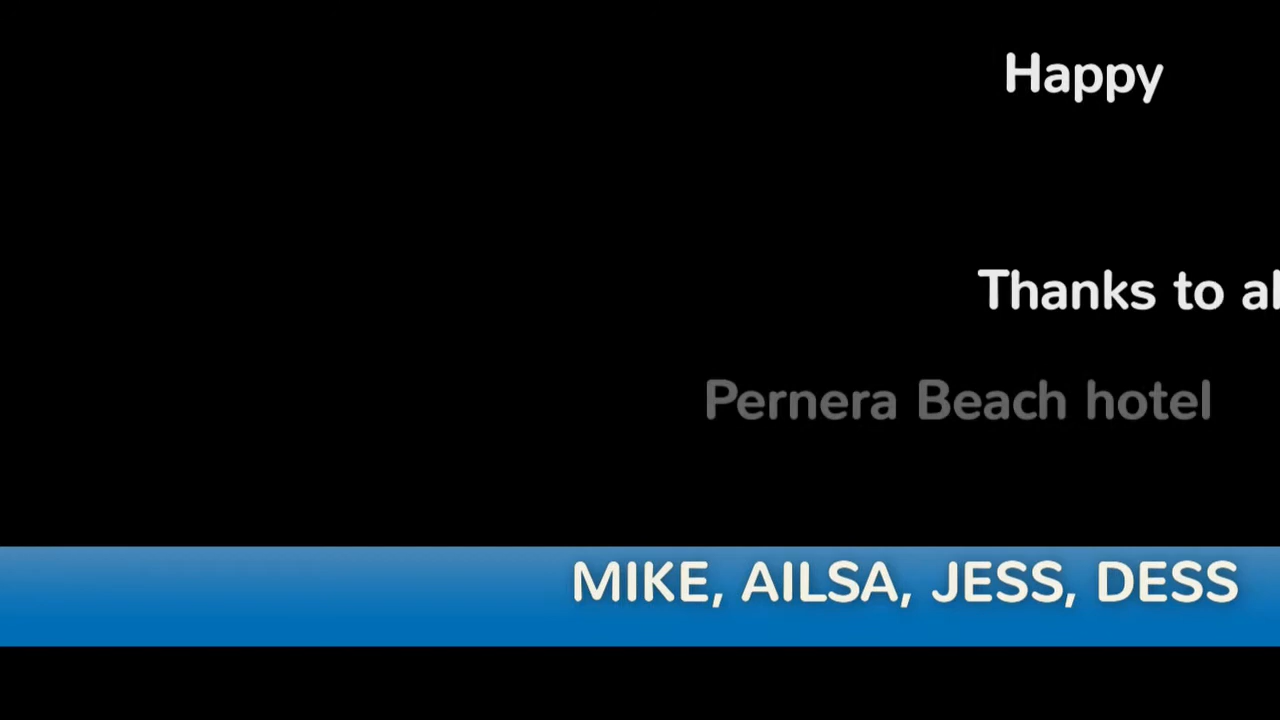 Happy
Thanks to al
Pernera Beach hotel
MIKE, AILSA, JESS, DESS